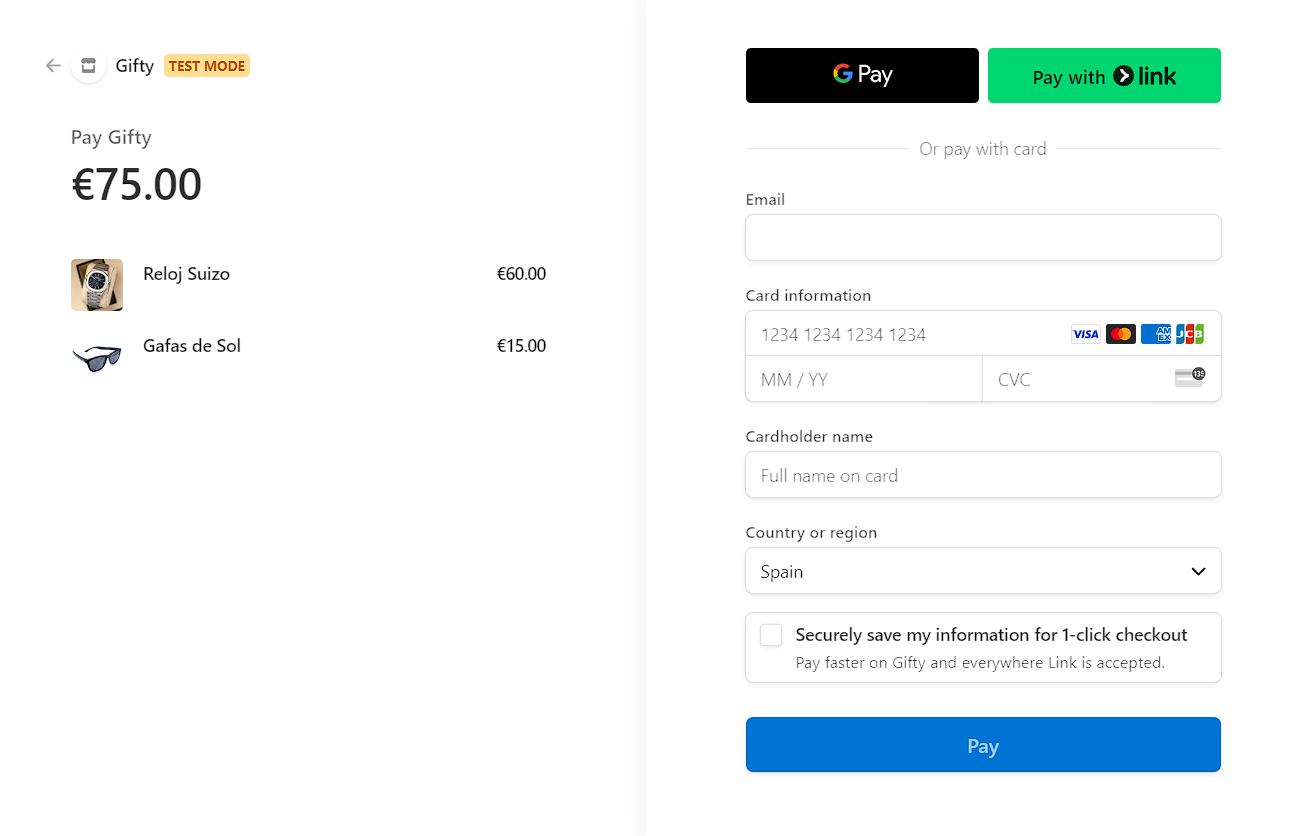 Gifty TEST MODE
Pay Gifty
€75.00
Reloj Suizo €60.00
Gafas de Sol €15.00
G Pay
Pay with link
Or pay with card
Email
Card information
1234 1234 1234 1234 VISA AM EX JCB
MM / YY CVC 135
Cardholder name
Full name on card
Country or region
Spain
Securely save my information for 1-click checkout
Pay faster on Gifty and everywhere Link is accepted.
Pay